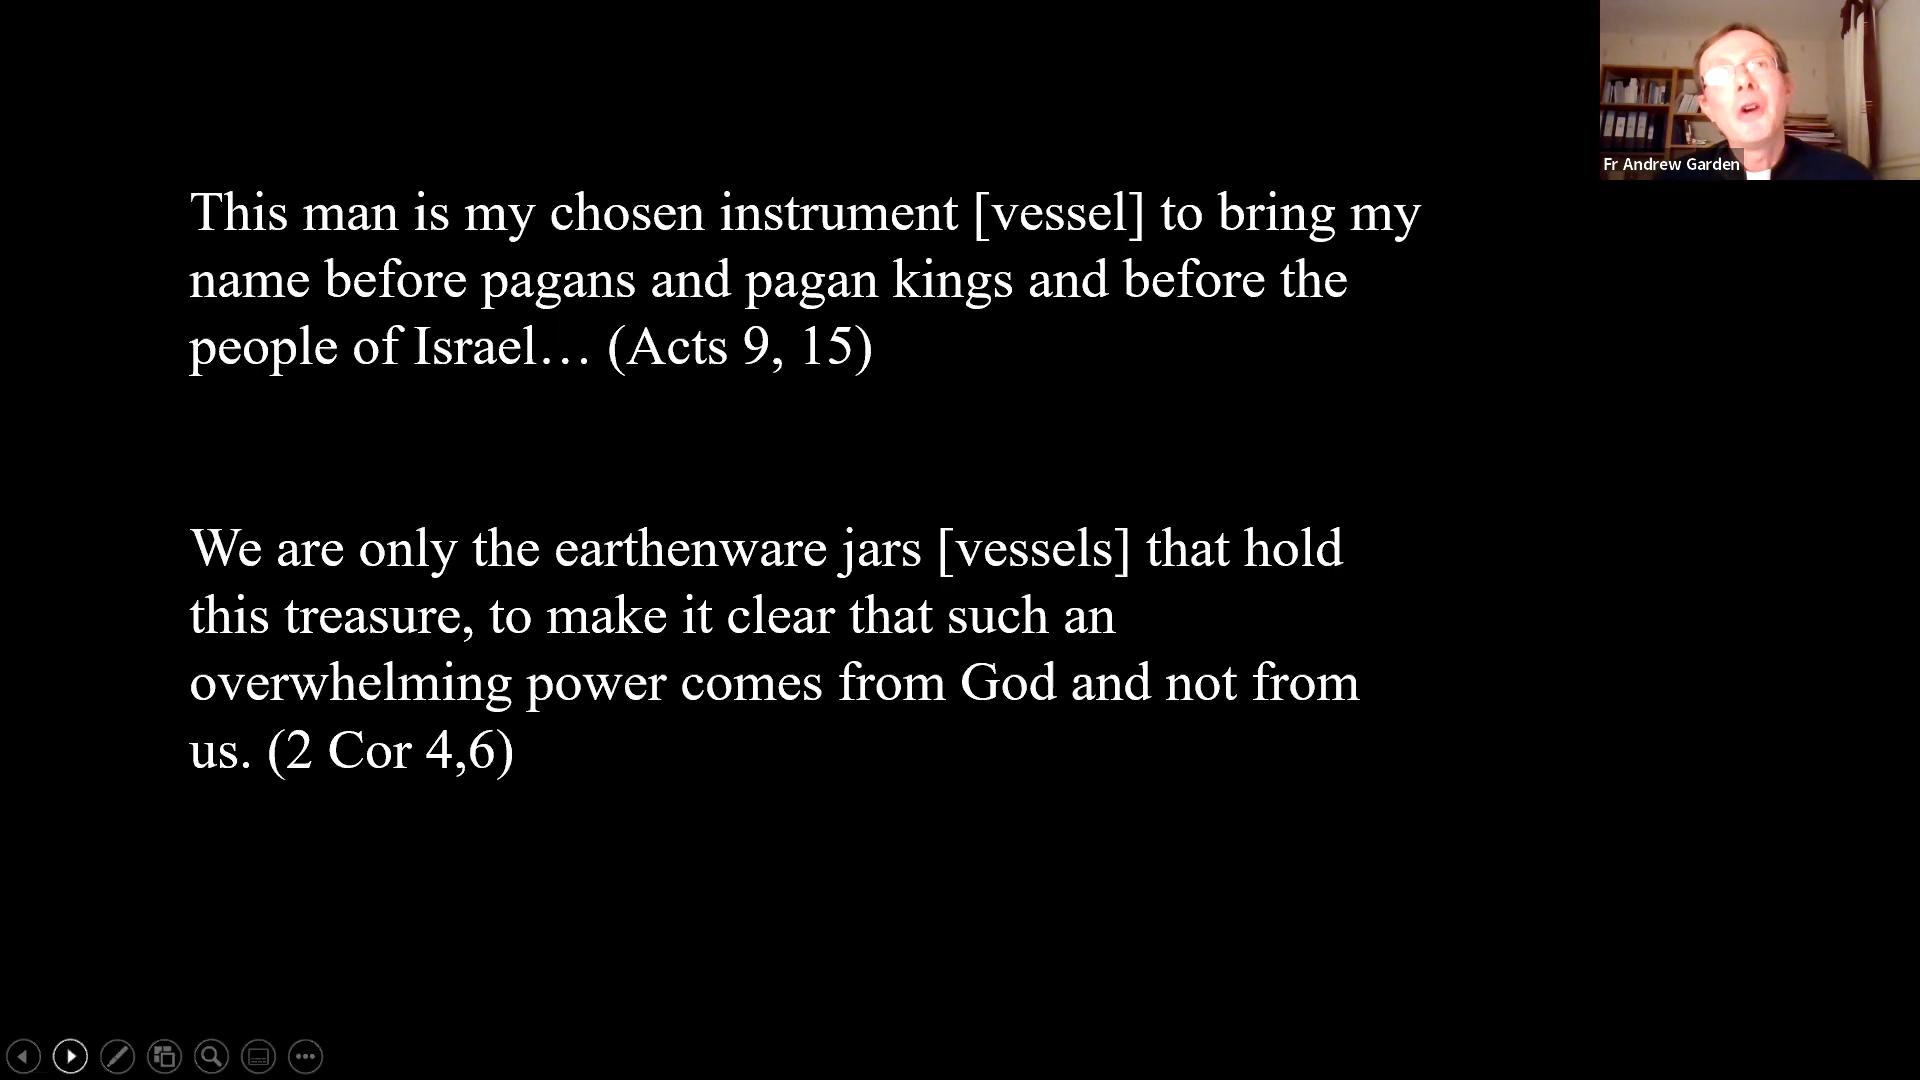 Fr Andrew Garden
This man is my chosen instrument [vessel] to bring my
name before pagans and pagan kings and before the
people of Israel… (Acts 9, 15)
We are only the earthenware jars [vessels] that hold
this treasure, to make it clear that such an
overwhelming power comes from God and not from
us. (2 Cor 4,6)